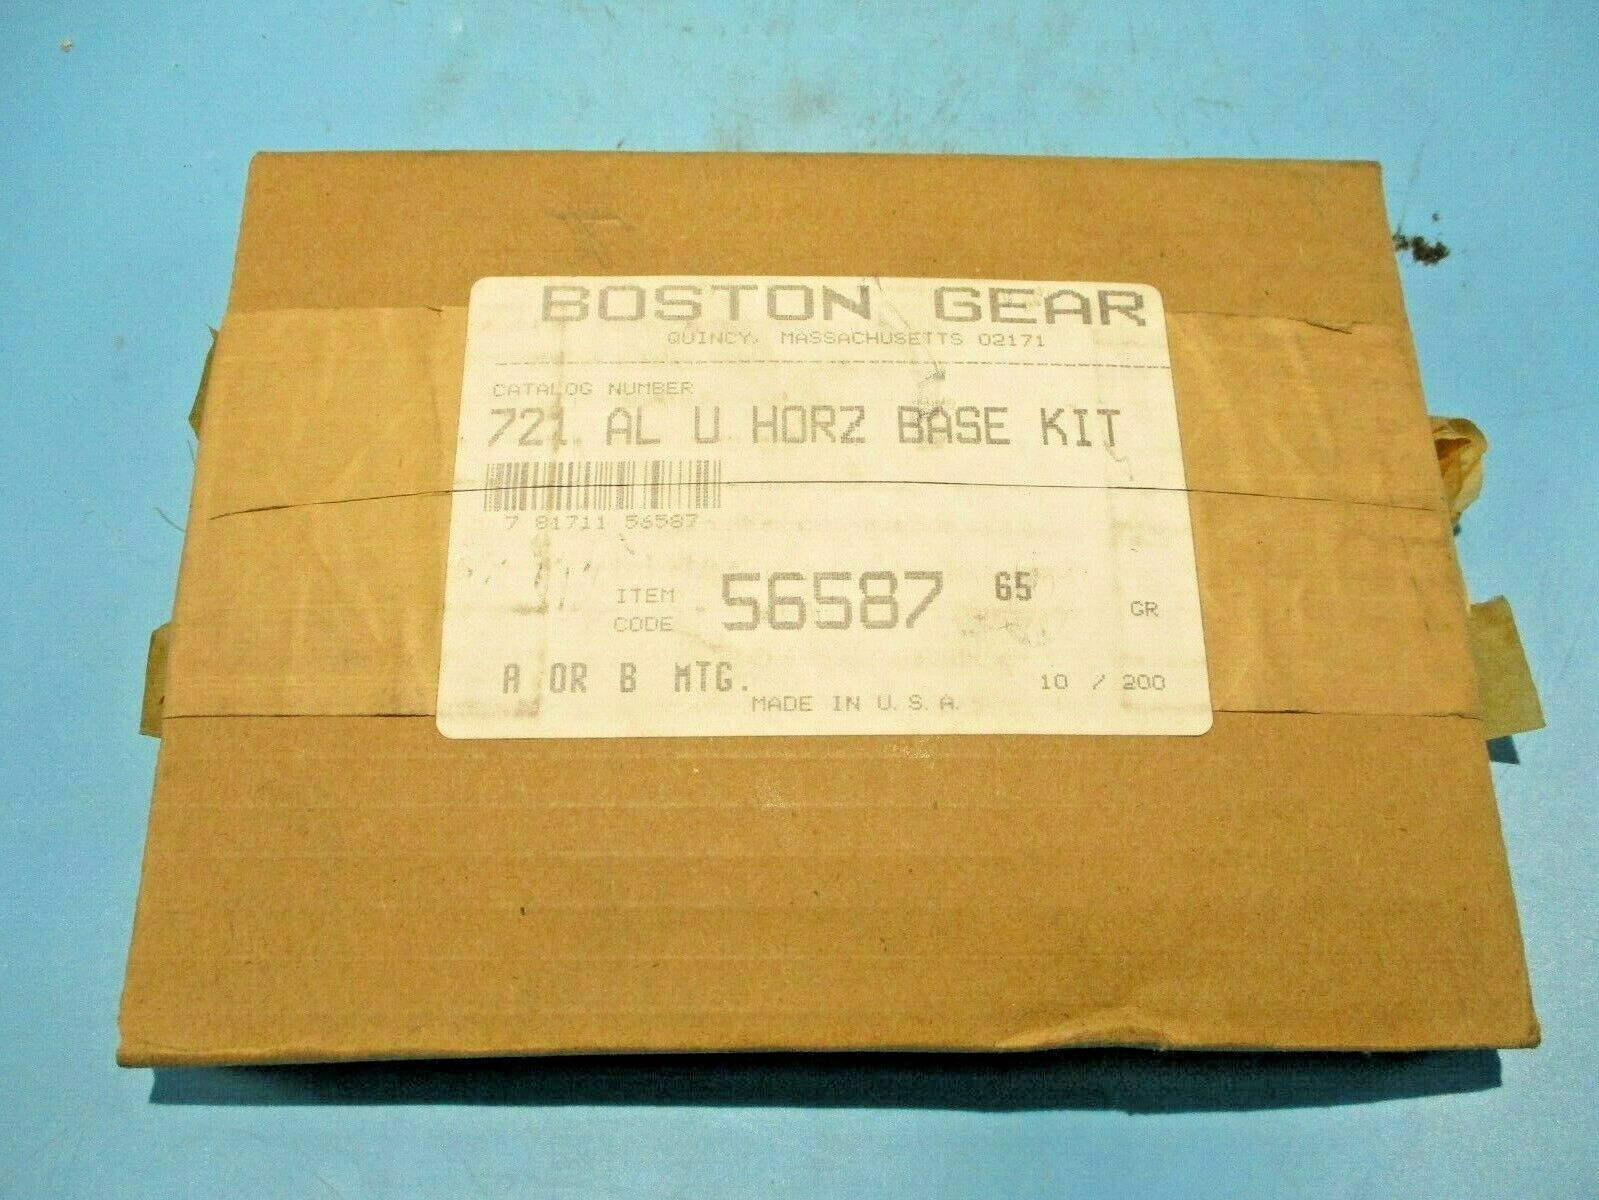 BOSTON GEAR
QUINCY, MASSACHUSETTS 02171
CATALOG NUMBER
721 AL U HORZ BASE KIT
7 81711 56587
ITEM CODE 56587 65 GR
A OR B MTG. 10 / 200
MADE IN U.S.A.